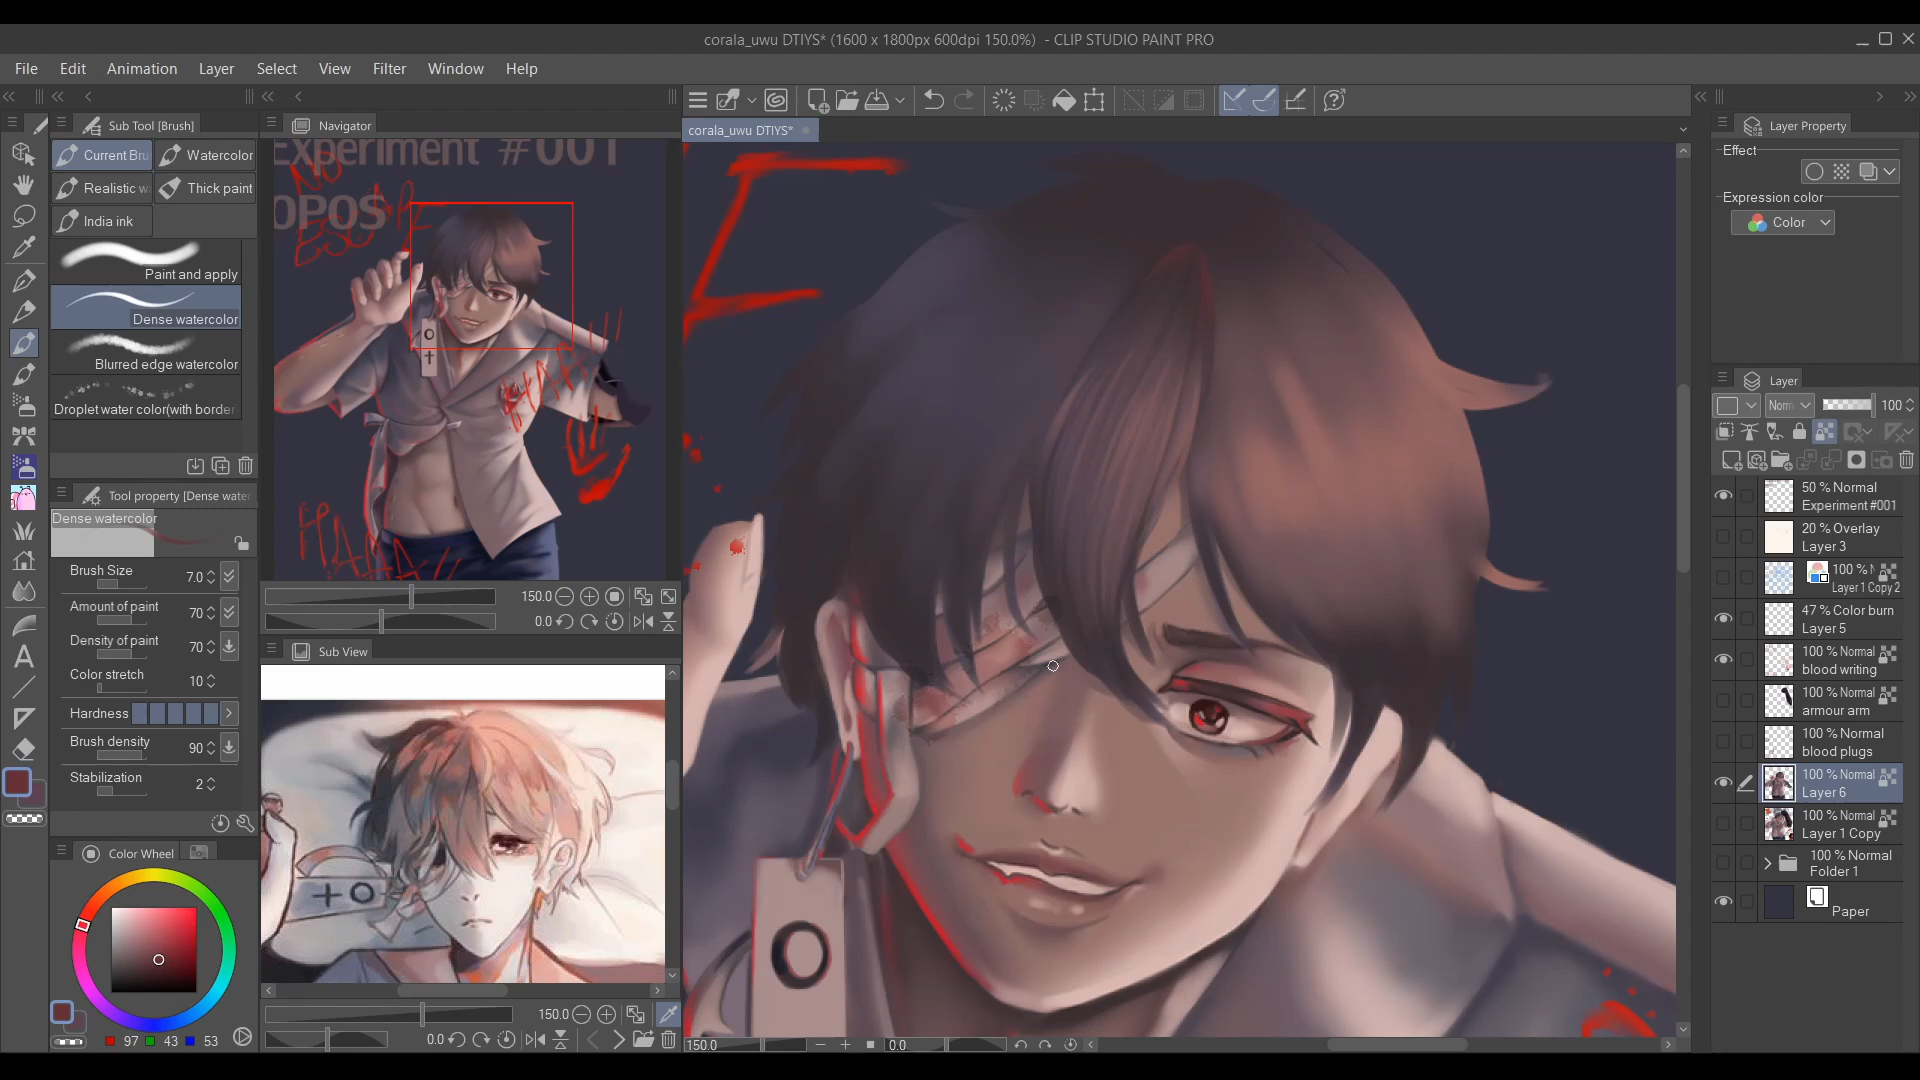 corala_uwu DTIYS* (1600 x 1800px 600dpi 150.0%) - CLIP STUDIO PAINT PRO
File Edit Animation Layer Select View Filter Window Help
Sub Tool [Brush]
Current Bru
Watercolor
Realistic w
Thick paint
India ink
Paint and apply
Dense watercolor
Blurred edge watercolor
Droplet water color(with border
Tool property [Dense water
Dense watercolor
Brush Size 7.0
Amount of paint 70
Density of paint 70
Color stretch 10
Hardness
Brush density 90
Stabilization 2
Color Wheel
97 43 53
Navigator
Experiment #001
OPOS
NO
ESCAPE
150.0
0.0
Sub View
+O
150.0
0.0
corala_uwu DTIYS*
E
O
150.0 0.0
Layer Property
Effect
Expression color
Color
Layer
Norm 100
50 % Normal
Experiment #001
20 % Overlay
Layer 3
100 % N
Layer 1 Copy 2
47 % Color burn
Layer 5
100 % Normal
blood writing
100 % Normal
armour arm
100 % Normal
blood plugs
100 % Normal
Layer 6
100 % Normal
Layer 1 Copy
100 % Normal
Folder 1
Paper